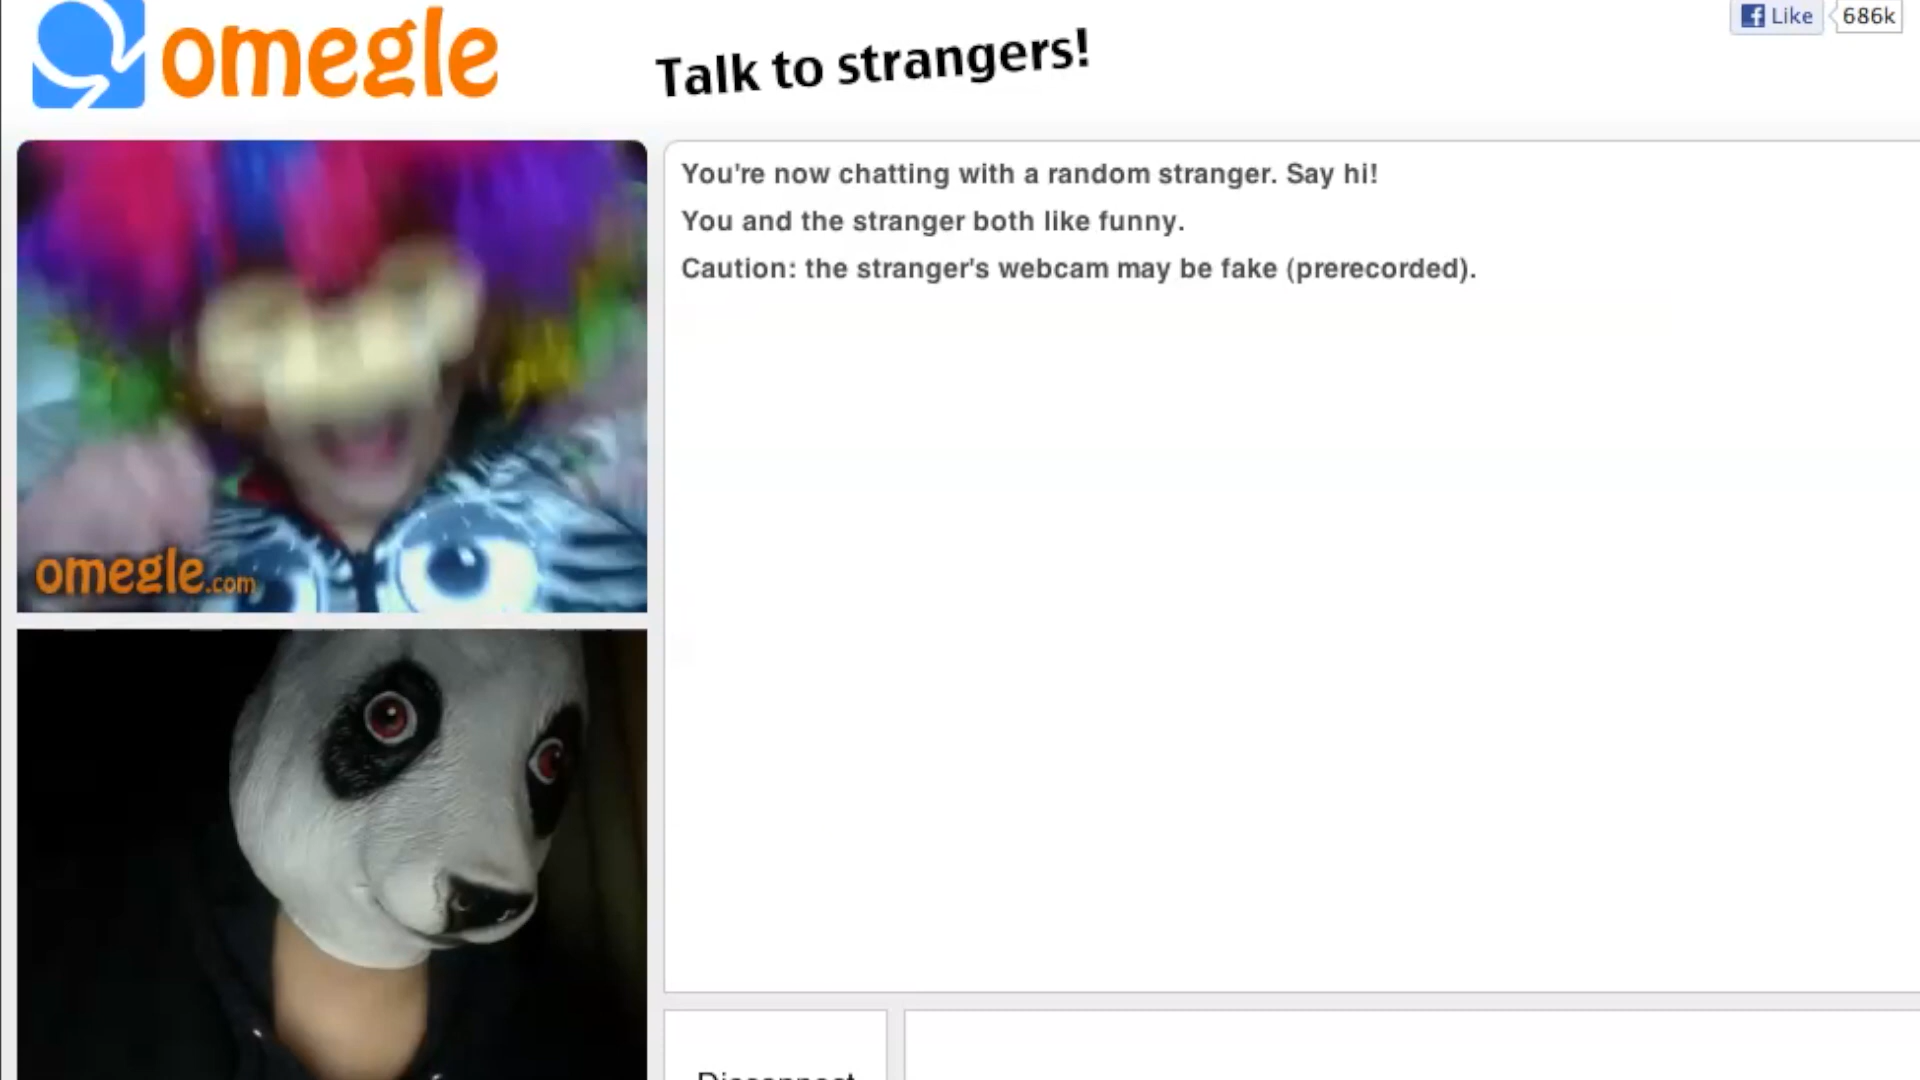 omegle
Talk to strangers!
Like
686k
You're now chatting with a random stranger. Say hi!
You and the stranger both like funny.
Caution: the stranger's webcam may be fake (prerecorded).
omegle.com
Disconnect